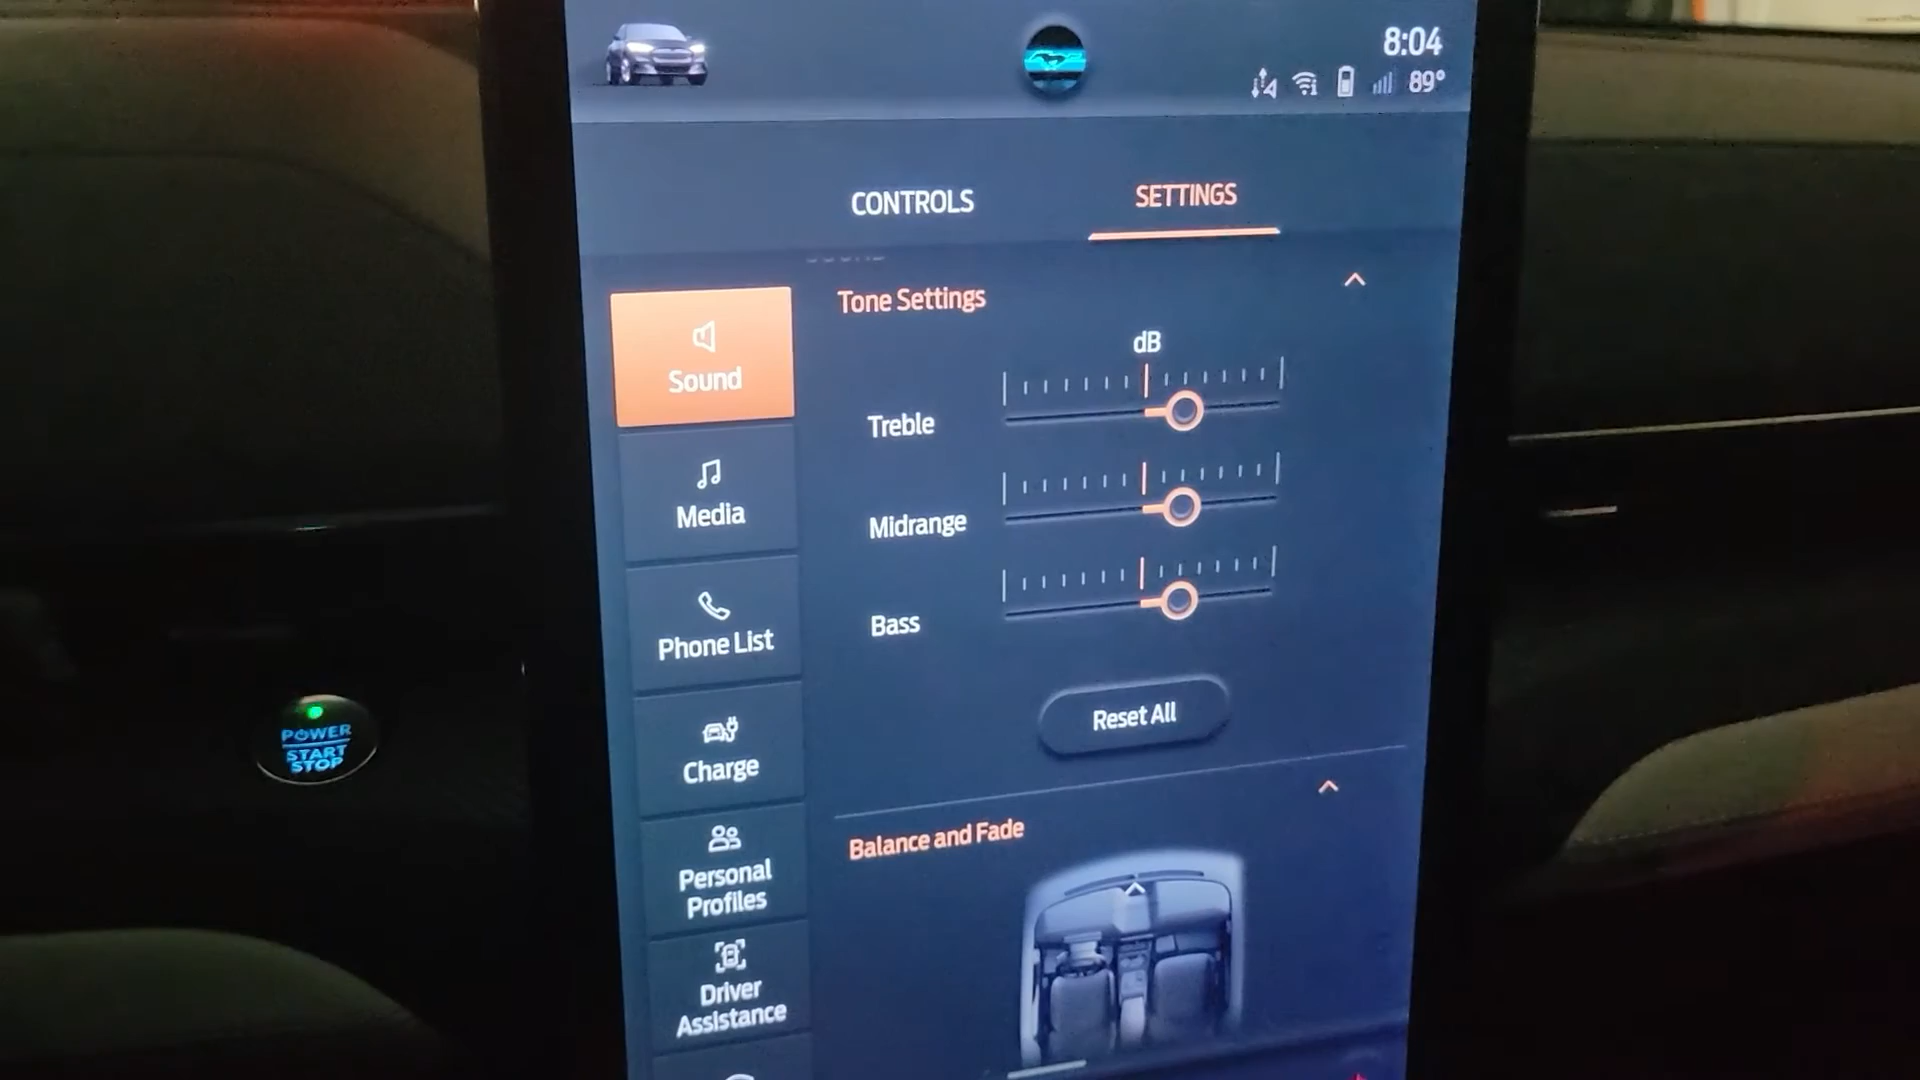 8:04
89°
CONTROLS
SETTINGS
Sound
Media
Phone List
Charge
Personal
Profiles
Driver
Assistance
Tone Settings
dB
Treble
Midrange
Bass
Reset All
Balance and Fade
POWER
START
STOP